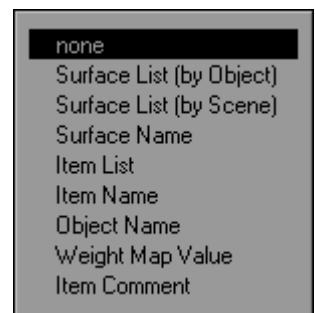 none
Surface List (by Object)
Surface List (by Scene)
Surface Name
Item List
Item Name
Object Name
Weight Map Value
Item Comment